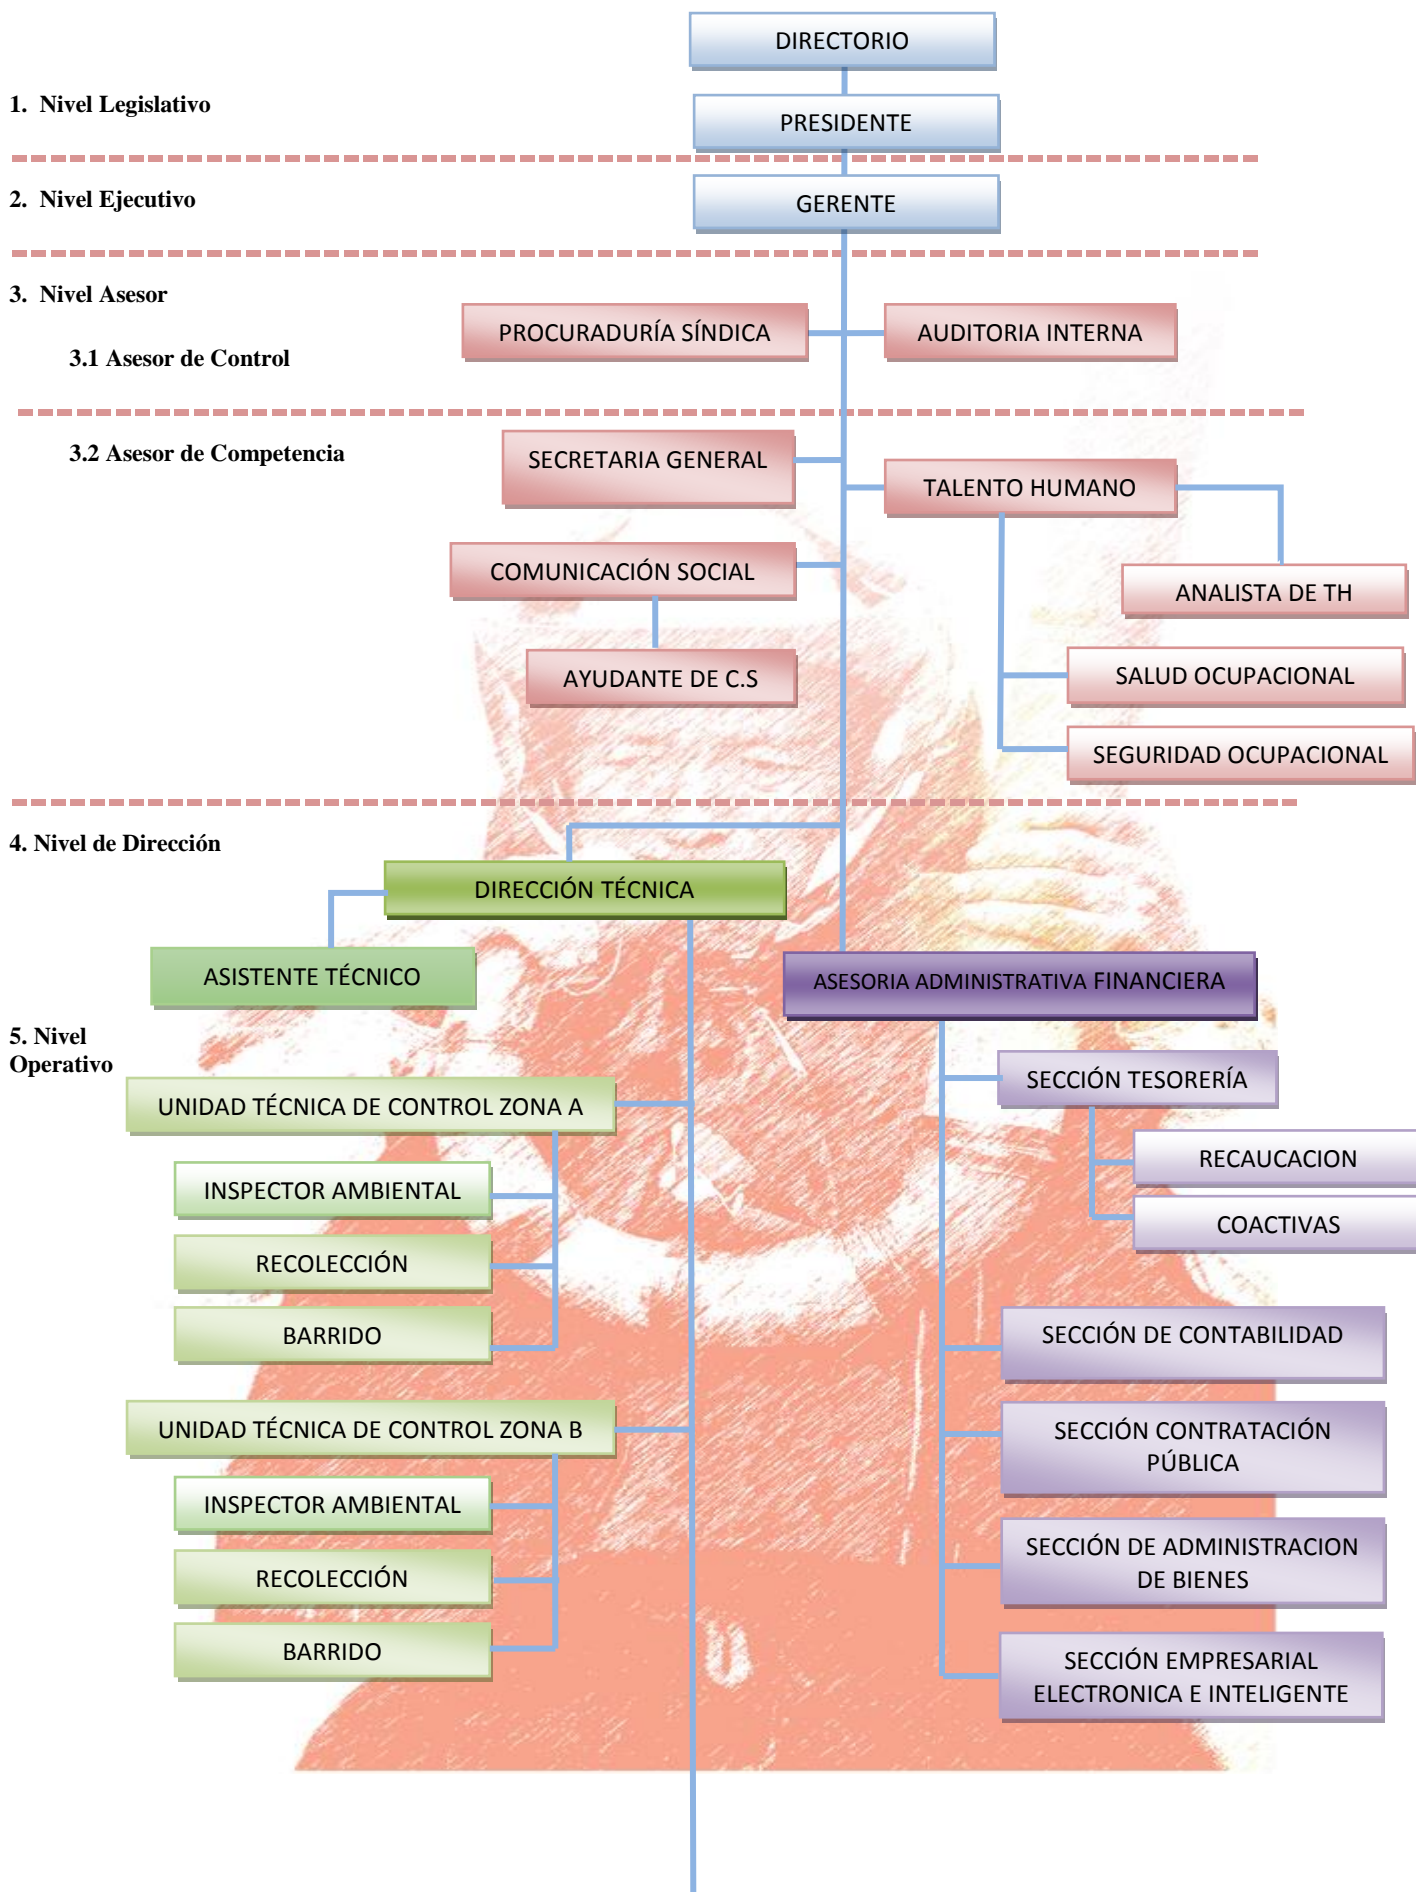 DIRECTORIO
1. Nivel Legislativo
PRESIDENTE
2. Nivel Ejecutivo
GERENTE
3. Nivel Asesor
PROCURADURÍA SÍNDICA
AUDITORIA INTERNA
3.1 Asesor de Control
3.2 Asesor de Competencia
SECRETARIA GENERAL
TALENTO HUMANO
COMUNICACIÓN SOCIAL
ANALISTA DE TH
AYUDANTE DE C.S
SALUD OCUPACIONAL
SEGURIDAD OCUPACIONAL
4. Nivel de Dirección
DIRECCIÓN TÉCNICA
ASISTENTE TÉCNICO
ASESORIA ADMINISTRATIVA FINANCIERA
5. Nivel
Operativo
UNIDAD TÉCNICA DE CONTROL ZONA A
INSPECTOR AMBIENTAL
RECOLECCIÓN
BARRIDO
UNIDAD TÉCNICA DE CONTROL ZONA B
INSPECTOR AMBIENTAL
RECOLECCIÓN
BARRIDO
SECCIÓN TESORERÍA
RECAUCACION
COACTIVAS
SECCIÓN DE CONTABILIDAD
SECCIÓN CONTRATACIÓN
PÚBLICA
SECCIÓN DE ADMINISTRACION
DE BIENES
SECCIÓN EMPRESARIAL
ELECTRONICA E INTELIGENTE